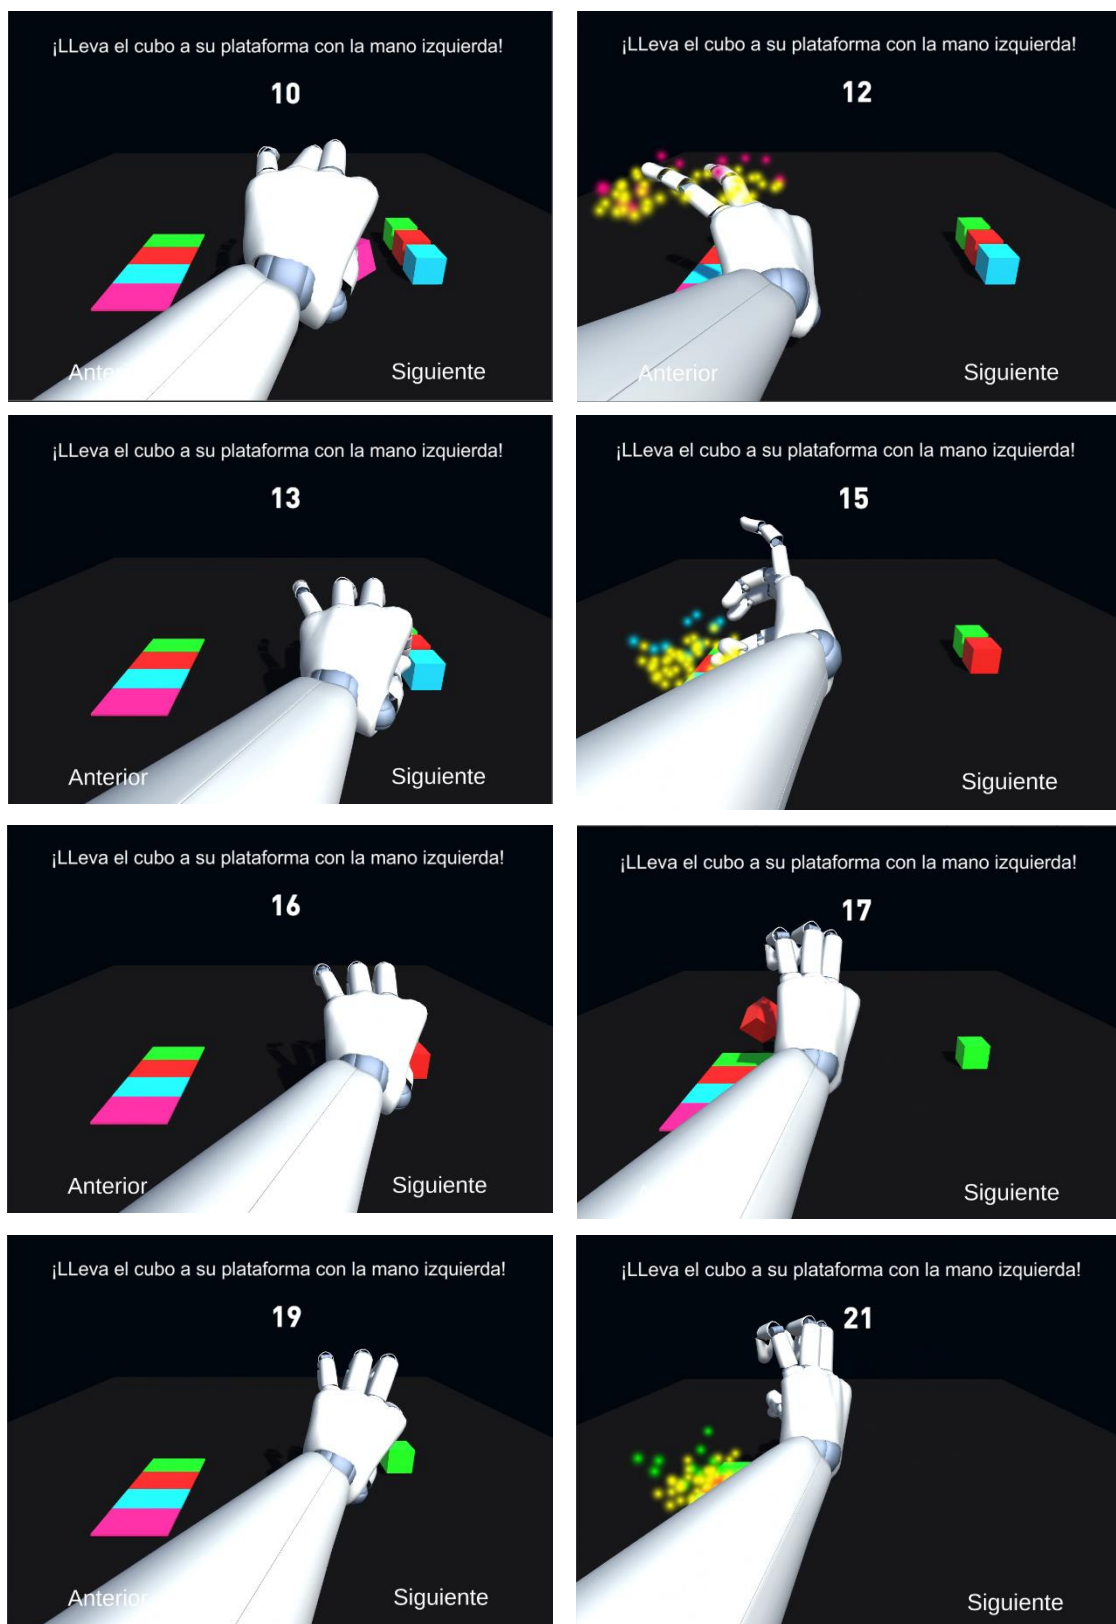 ¡LLeva el cubo a su plataforma con la mano izquierda!
10
Ante
Siguiente
¡LLeva el cubo a su plataforma con la mano izquierda!
12
Anterior
Siguiente
¡LLeva el cubo a su plataforma con la mano izquierda!
13
Anterior
Siguiente
¡LLeva el cubo a su plataforma con la mano izquierda!
15
Siguiente
¡LLeva el cubo a su plataforma con la mano izquierda!
16
Anterior
Siguiente
¡LLeva el cubo a su plataforma con la mano izquierda!
17
Siguiente
¡LLeva el cubo a su plataforma con la mano izquierda!
19
Anterior
Siguiente
¡LLeva el cubo a su plataforma con la mano izquierda!
21
Siguiente